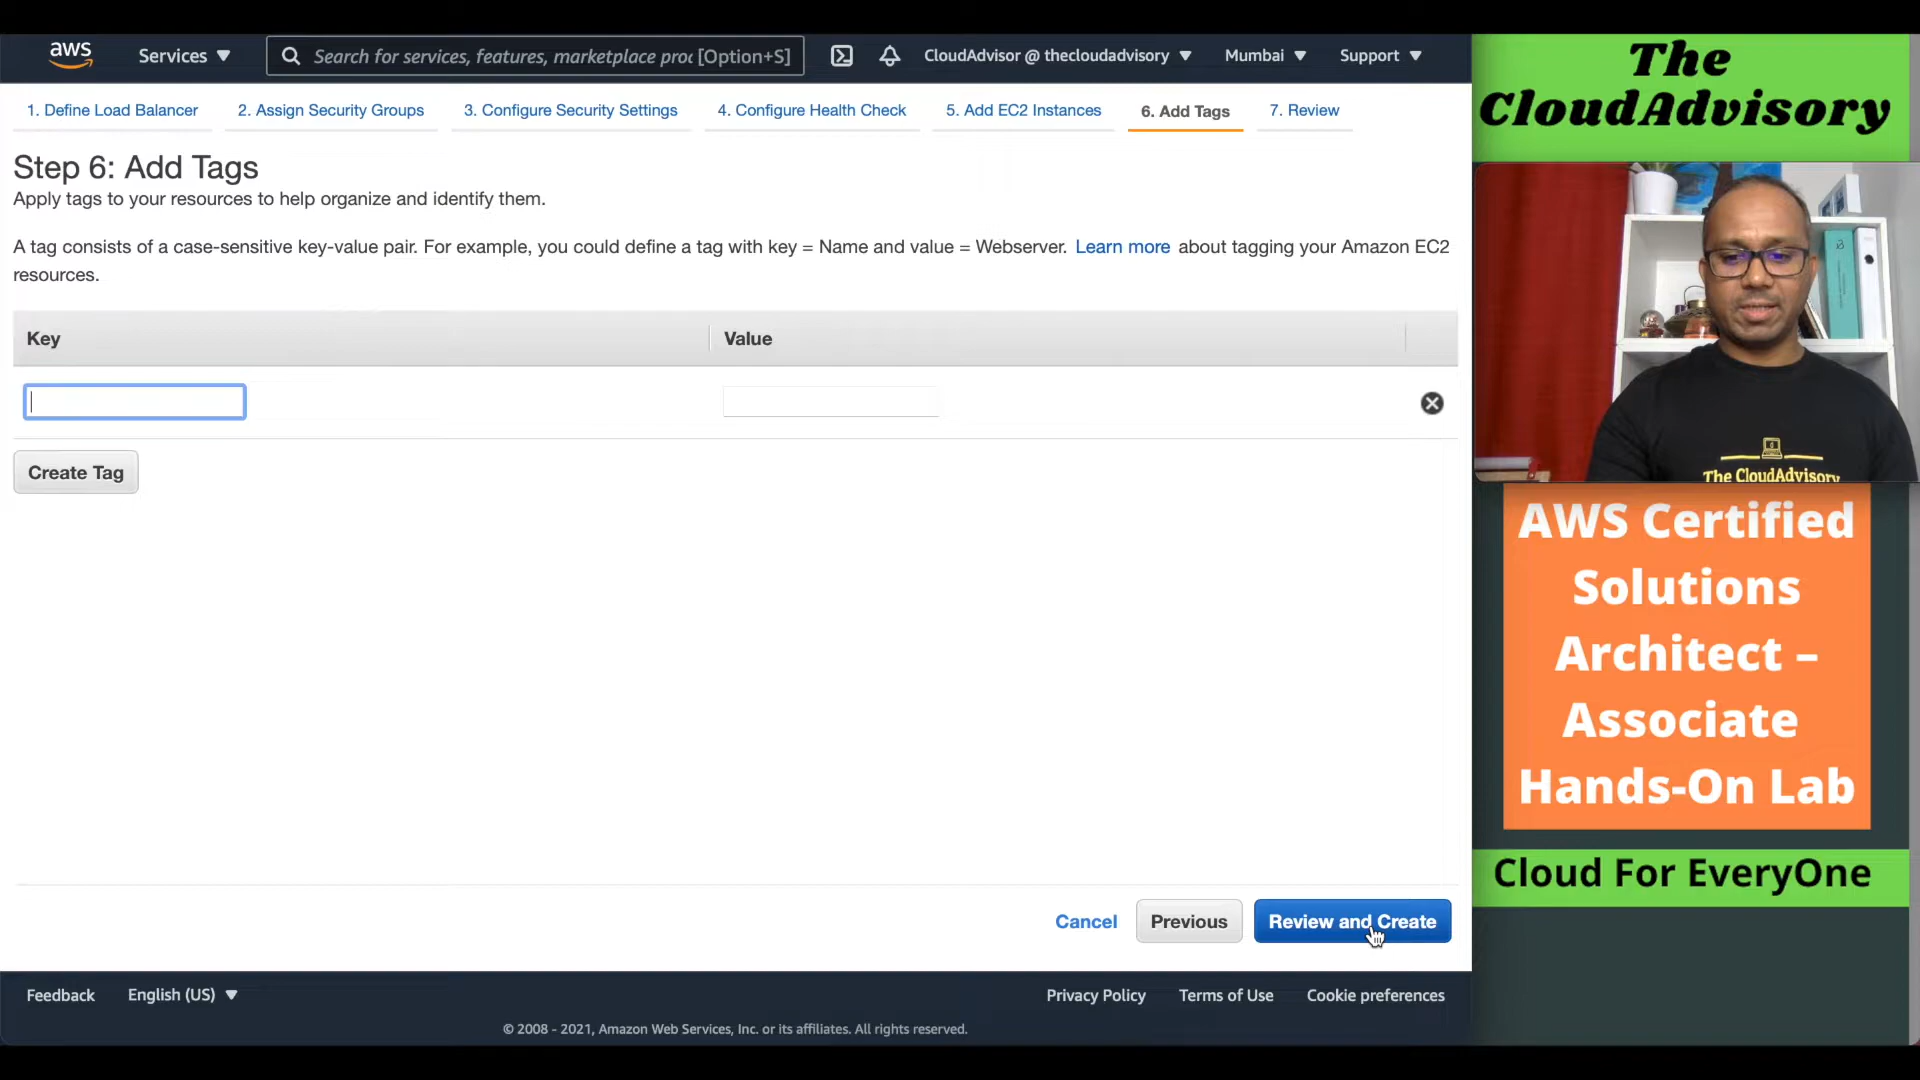 aws
Services
Search for services, features, marketplace proc [Option+S]
CloudAdvisor @ thecloudadvisory
Mumbai
Support
1. Define Load Balancer
2. Assign Security Groups
3. Configure Security Settings
4. Configure Health Check
5. Add EC2 Instances
6. Add Tags
7. Review
Step 6: Add Tags
Apply tags to your resources to help organize and identify them.
A tag consists of a case-sensitive key-value pair. For example, you could define a tag with key = Name and value = Webserver. Learn more about tagging your Amazon EC2
resources.
Key
Value
Create Tag
Cancel
Previous
Review and Create
Feedback
English (US)
Privacy Policy
Terms of Use
Cookie preferences
© 2008 - 2021, Amazon Web Services, Inc. or its affiliates. All rights reserved.
The
CloudAdvisory
The CloudAdvisory
AWS Certified
Solutions
Architect –
Associate
Hands-On Lab
Cloud For EveryOne